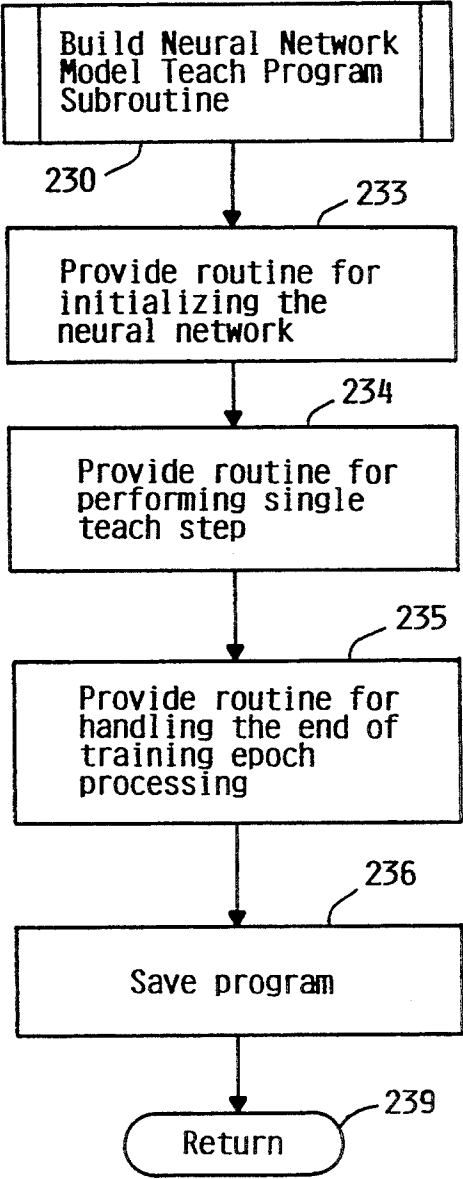 Build Neural Network
Model Teach Program
Subroutine
230
233
Provide routine for
initializing the
neural network
234
Provide routine for
performing single
teach step
235
Provide routine for
handling the end of
training epoch
processing
236
Save program
239
Return